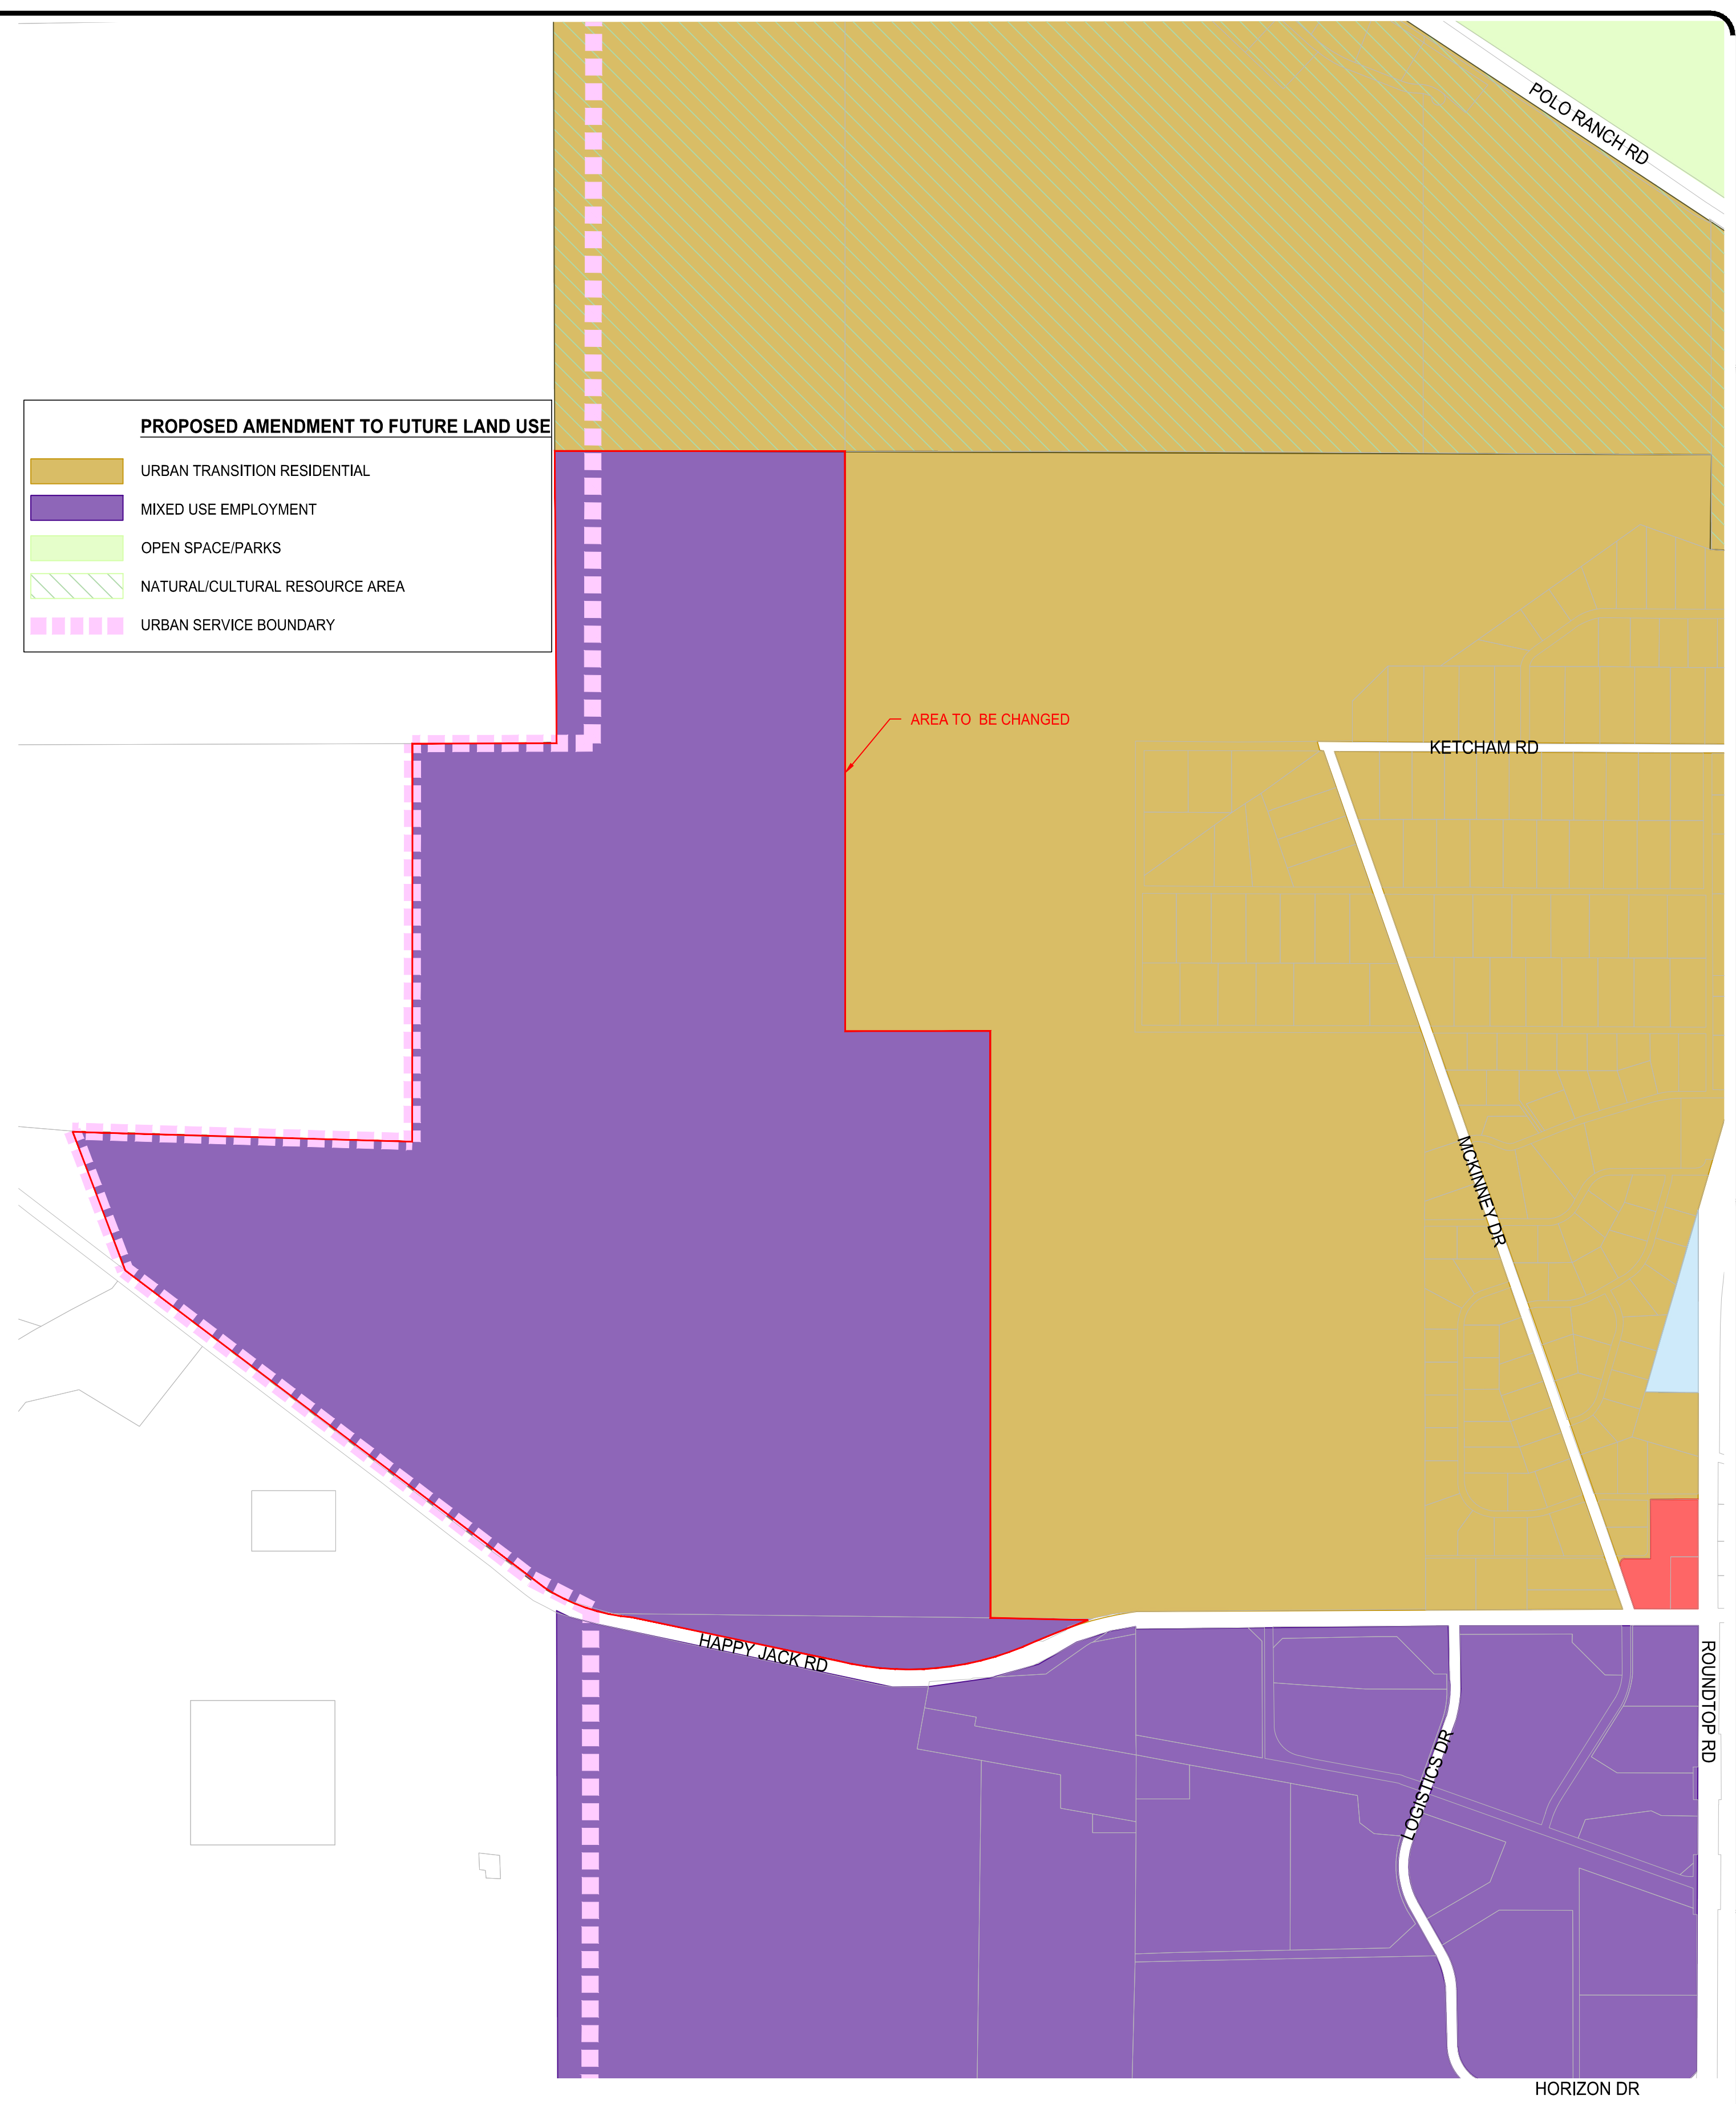 POLO RANCH RD
PROPOSED AMENDMENT TO FUTURE LAND USE
URBAN TRANSITION RESIDENTIAL
MIXED USE EMPLOYMENT
OPEN SPACE/PARKS
NATURAL/CULTURAL RESOURCE AREA
URBAN SERVICE BOUNDARY
AREA TO BE CHANGED
KETCHAM RD
MCKINNEY DR
HAPPY JACK RD
ROUNDTOP RD
LOGISTICS DR
HORIZON DR